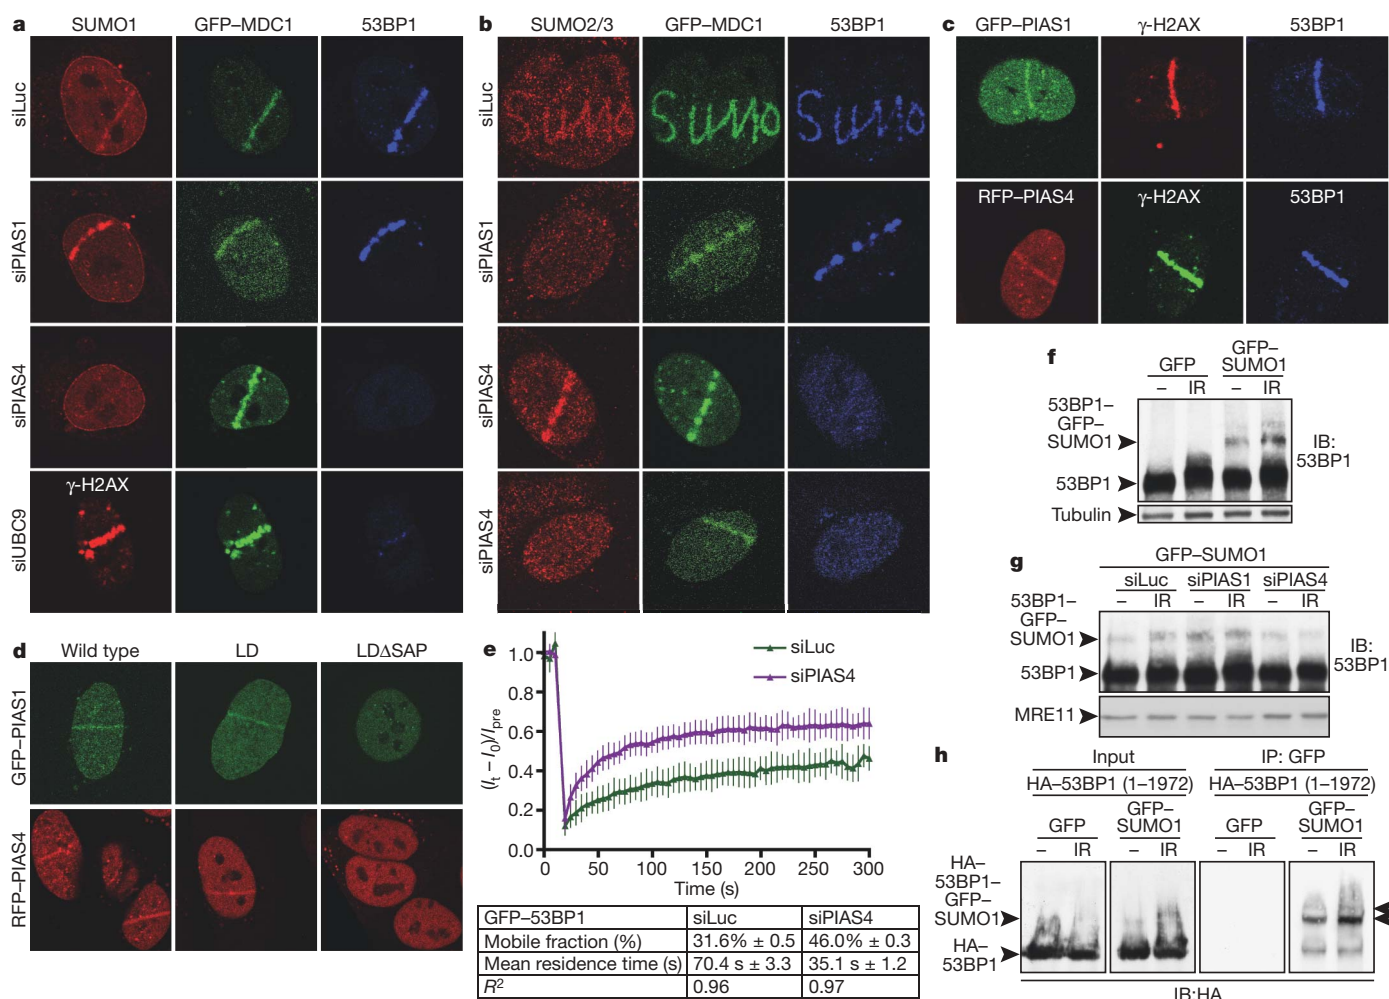 a SUMO1 GFP–MDC1 53BP1
siLuc
siPIAS1
siPIAS4
siUBC9
γ-H2AX
b SUMO2/3 GFP–MDC1 53BP1
siLuc
SUMO SUMO SUMO
siPIAS1
siPIAS4
siPIAS4
c GFP–PIAS1 γ-H2AX 53BP1
RFP–PIAS4 γ-H2AX 53BP1
d Wild type LD LDΔSAP
GFP–PIAS1
RFP–PIAS4
e
siLuc
siPIAS4
(It – I0)/Ipre
1.0
0.8
0.6
0.4
0.2
0.0
0 50 100 150 200 250 300
Time (s)
GFP–53BP1 siLuc siPIAS4
Mobile fraction (%) 31.6% ± 0.5 46.0% ± 0.3
Mean residence time (s) 70.4 s ± 3.3 35.1 s ± 1.2
R2 0.96 0.97
f
GFP GFP–
SUMO1
– IR – IR
53BP1–
GFP–
SUMO1
53BP1
Tubulin
IB:
53BP1
g
GFP–SUMO1
siLuc siPIAS1 siPIAS4
– IR – IR – IR
53BP1–
GFP–
SUMO1
53BP1
MRE11
IB:
53BP1
h
Input IP: GFP
HA–53BP1 (1–1972) HA–53BP1 (1–1972)
GFP GFP–
SUMO1 GFP GFP–
SUMO1
– IR – IR – IR – IR
HA–
53BP1–
GFP–
SUMO1
HA–
53BP1
IB:HA